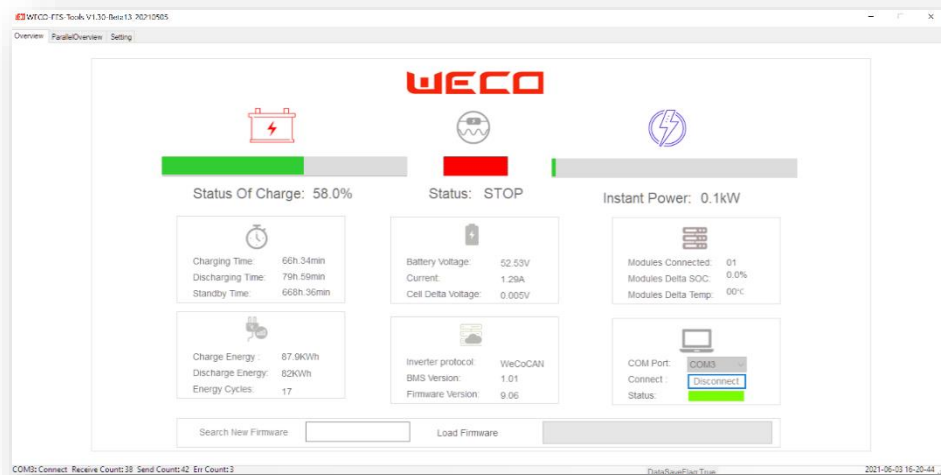 WECO-FES-Tools V1.30-Beta13_20210505
Overview ParallelOverview Setting
WECO
Status Of Charge: 58.0%
Status: STOP
Instant Power: 0.1kW
Charging Time: 66h.34min
Discharging Time: 79h.59min
Standby Time: 668h.36min
Battery Voltage: 52.53V
Current: 1.29A
Cell Delta Voltage: 0.005V
Modules Connected: 01
Modules Delta SOC: 0.0%
Modules Delta Temp: 00°C
Charge Energy : 87.9KWh
Discharge Energy: 82KWh
Energy Cycles: 17
Inverter protocol: WeCoCAN
BMS Version: 1.01
Firmware Version: 9.06
COM Port: COM3
Connect : Disconnect
Status:
Search New Firmware
Load Firmware
COM3: Connect Receive Count: 38 Send Count: 42 Err Count: 3
DataSaveFlag:True
2021-06-03 16-20-44